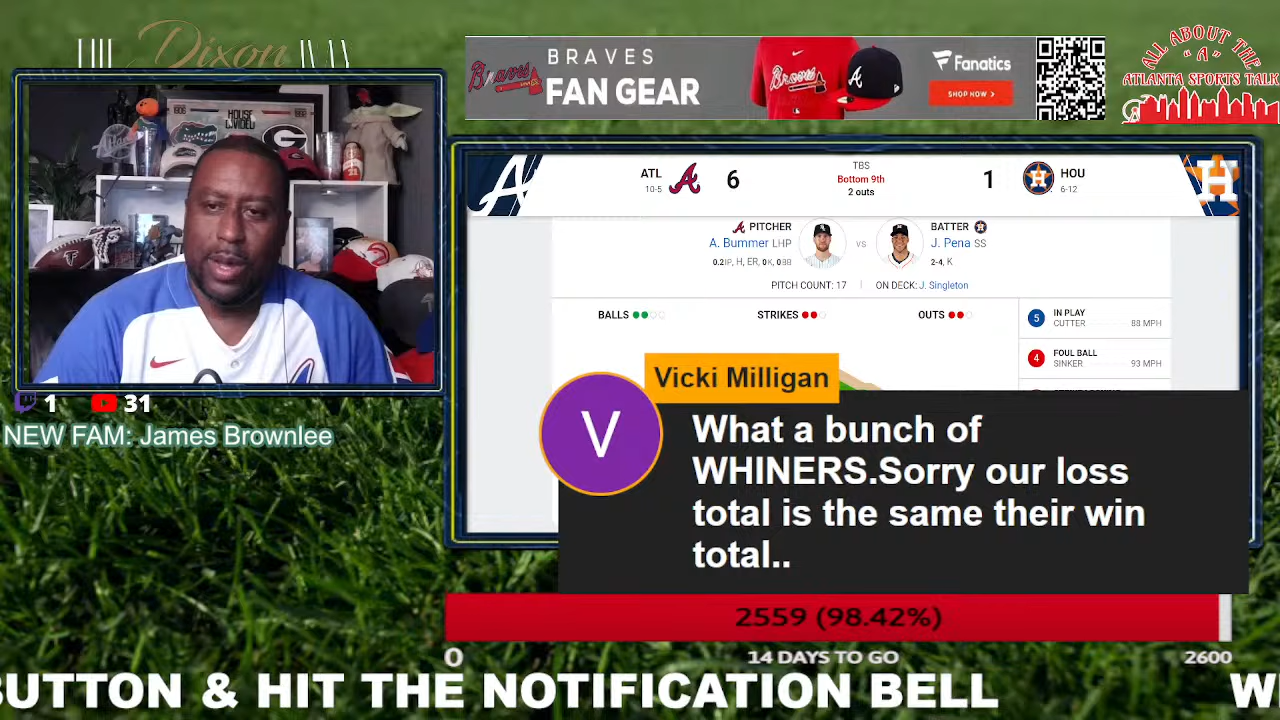 Dixon
BRAVES
FAN GEAR
Braves
Braves
Fanatics
SHOP NOW >
ALL ABOUT THE
"A"
ATLANTA SPORTS TALK
HOUSE
DIVIDED
G
ATL
10-5
6
TBS
Bottom 9th
2 outs
1
HOU
6-12
PITCHER
A. Bummer LHP
0.2IP, H, ER, 0K, 0BB
vs
BATTER
J. Pena SS
2-4, K
PITCH COUNT: 17
ON DECK: J. Singleton
BALLS
STRIKES
OUTS
5 IN PLAY
CUTTER 88 MPH
4 FOUL BALL
SINKER 93 MPH
1 31
NEW FAM: James Brownlee
Vicki Milligan
V
What a bunch of
WHINERS.Sorry our loss
total is the same their win
total..
2559 (98.42%)
0 14 DAYS TO GO 2600
BUTTON & HIT THE NOTIFICATION BELL